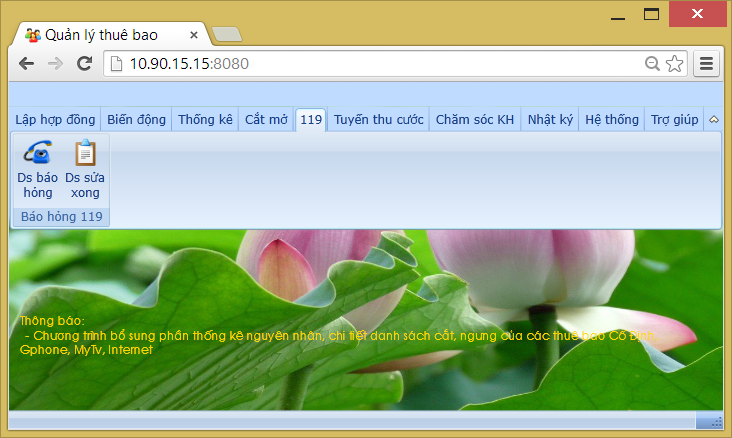 Quản lý thuê bao
10.90.15.15:8080
Lập hợp đồng Biến động Thống kê Cắt mở 119 Tuyến thu cước Chăm sóc KH Nhật ký Hệ thống Trợ giúp
Ds báo hỏng
Ds sửa xong
Báo hỏng 119
Thông báo:
- Chương trình bổ sung phần thống kê nguyên nhân, chi tiết danh sách cắt, ngưng của các thuê bao Cố Định,
Gphone, MyTv, Internet